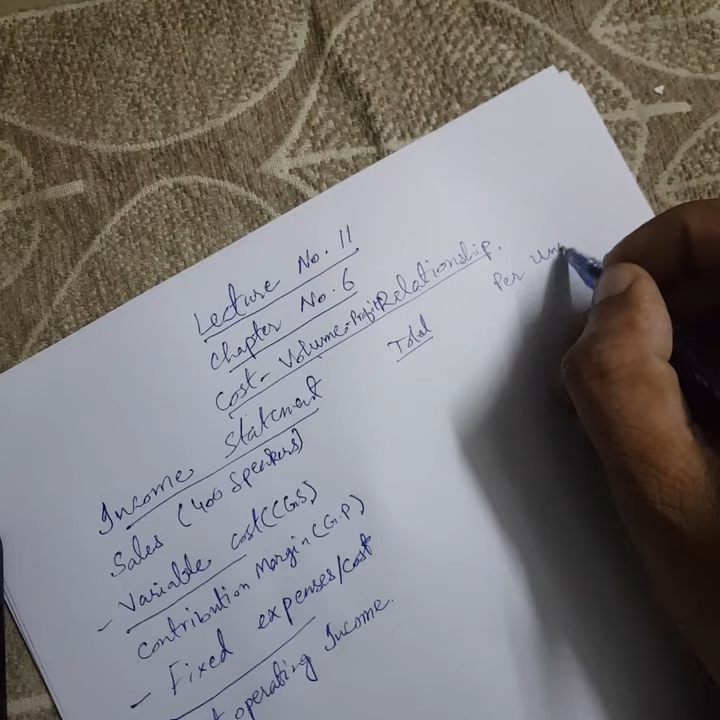 Lecture No. 11
Chapter No. 6
Cost-Volume-Profit Relationship.
Total Per un
Income Statement
Sales (400 Speakers)
- Variable cost (CGS)
Contribution Margin (G.P)
- Fixed expenses/cost
operating Income.